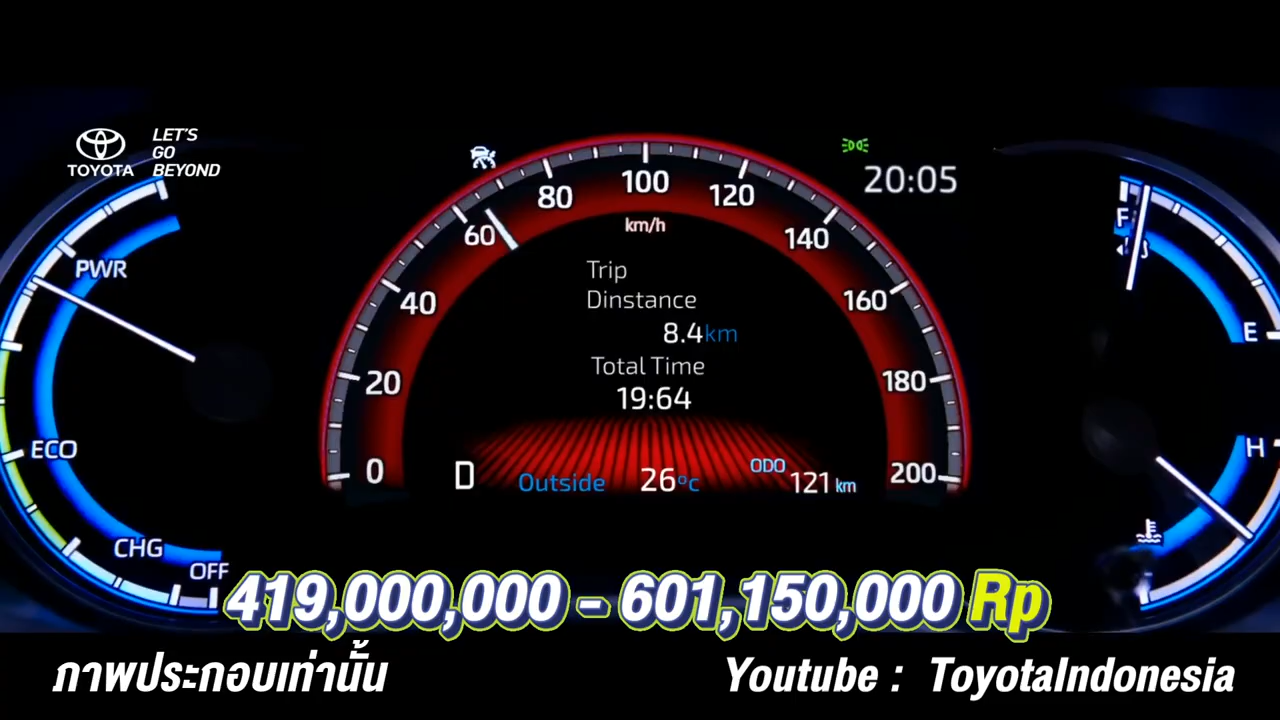 TOYOTA
LET'S
GO
BEYOND
20:05
PWR
ECO
CHG
OFF
0
20
40
60
80
100
120
140
160
180
200
km/h
Trip
Dinstance
8.4km
Total Time
19:64
D
Outside 26°c
ODO 121 km
F
E
H
419,000,000 - 601,150,000 Rp
ภาพประกอบเท่านั้น
Youtube : ToyotaIndonesia